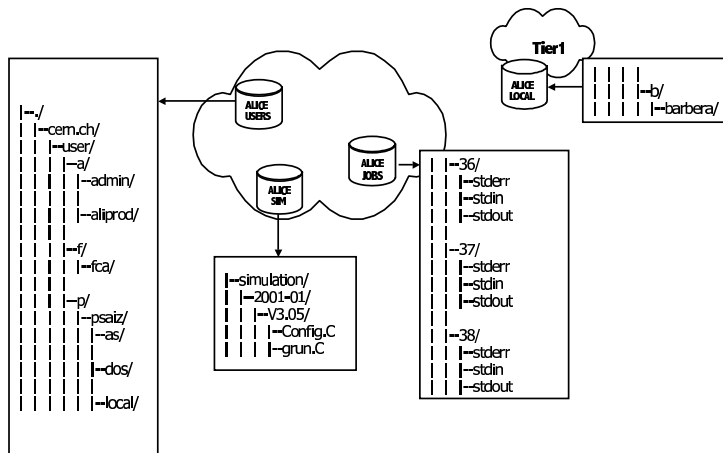 |--./
| |--cern.ch/
| | |--user/
| | | |--a/
| | | | |--admin/
| | | | |
| | | | |--aliprod/
| | | |
| | | |--f/
| | | | |--fca/
| | | |
| | | |--p/
| | | | |--psaiz/
| | | | | |--as/
| | | | | |
| | | | | |--dos/
| | | | | |
| | | | | |--local/
ALICE
USERS
ALICE
SIM
ALICE
JOBS
|--simulation/
| |--2001-01/
| | |--V3.05/
| | | |--Config.C
| | | |--grun.C
Tier1
ALICE
LOCAL
| | | |
| | | |--b/
| | | | |--barbera/
| |--36/
| | |--stderr
| | |--stdin
| | |--stdout
| |
| |--37/
| | |--stderr
| | |--stdin
| | |--stdout
| |
| |--38/
| | |--stderr
| | |--stdin
| | |--stdout